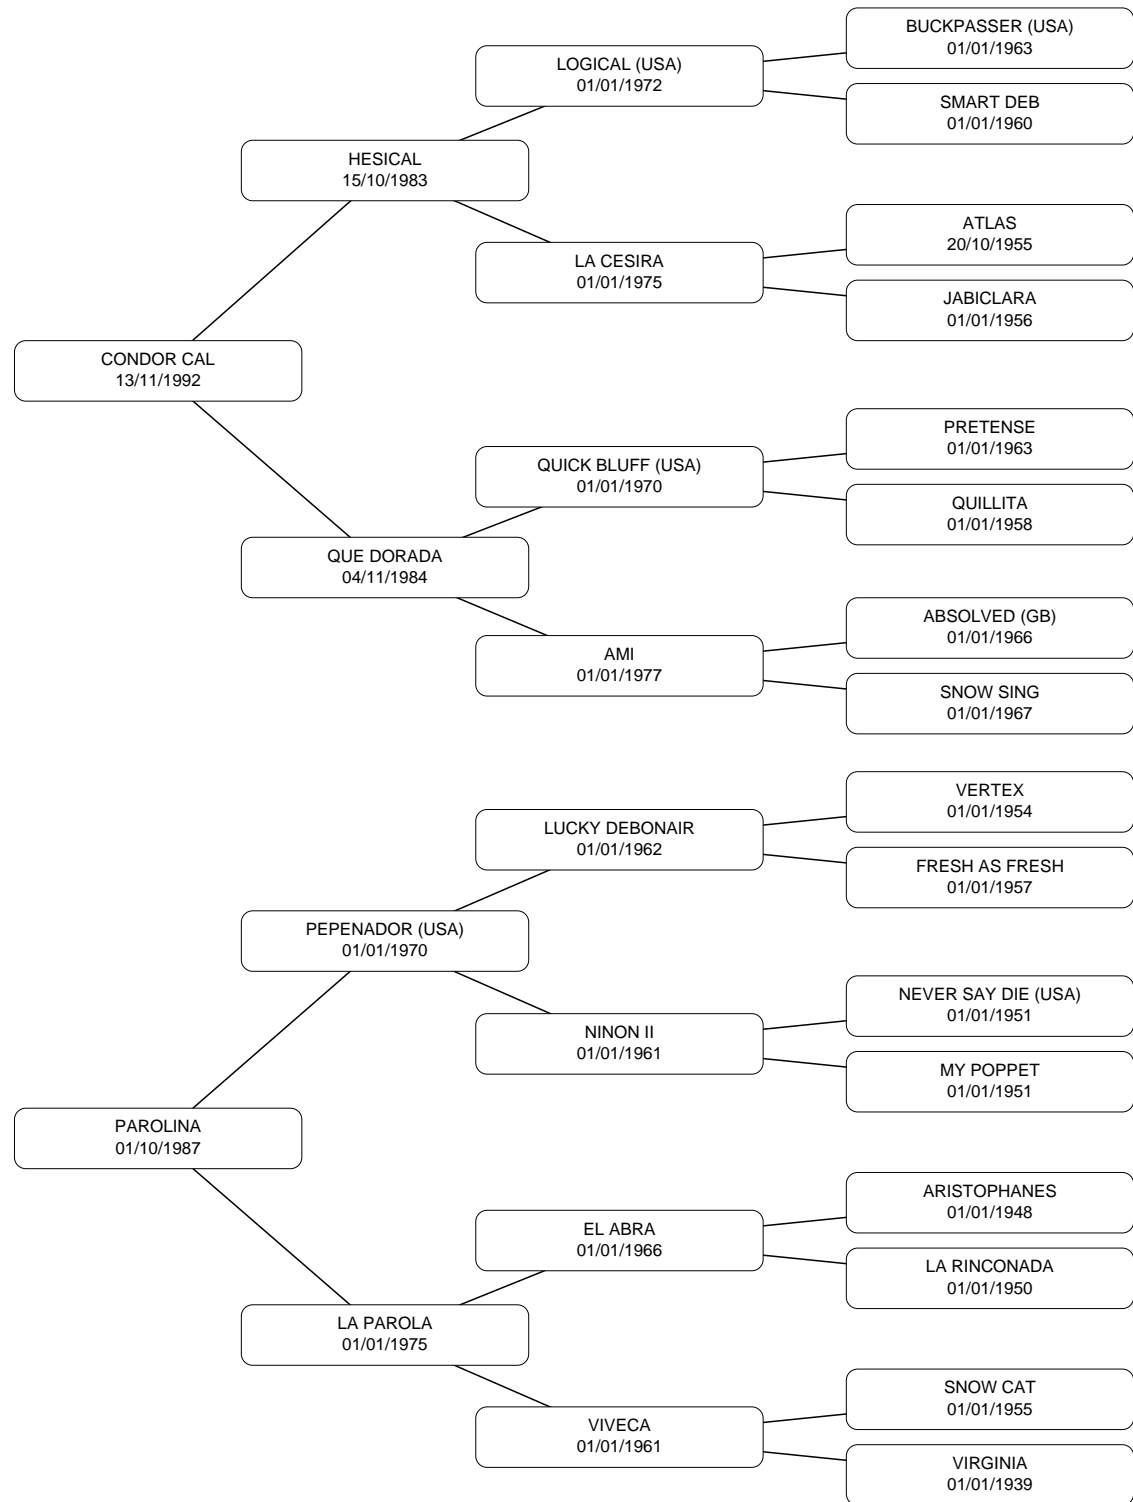 BUCKPASSER (USA)
01/01/1963
LOGICAL (USA)
01/01/1972
SMART DEB
01/01/1960
HESICAL
15/10/1983
ATLAS
20/10/1955
LA CESIRA
01/01/1975
JABICLARA
01/01/1956
CONDOR CAL
13/11/1992
PRETENSE
01/01/1963
QUICK BLUFF (USA)
01/01/1970
QUILLITA
01/01/1958
QUE DORADA
04/11/1984
ABSOLVED (GB)
01/01/1966
AMI
01/01/1977
SNOW SING
01/01/1967
VERTEX
01/01/1954
LUCKY DEBONAIR
01/01/1962
FRESH AS FRESH
01/01/1957
PEPENADOR (USA)
01/01/1970
NEVER SAY DIE (USA)
01/01/1951
NINON II
01/01/1961
MY POPPET
01/01/1951
PAROLINA
01/10/1987
ARISTOPHANES
01/01/1948
EL ABRA
01/01/1966
LA RINCONADA
01/01/1950
LA PAROLA
01/01/1975
SNOW CAT
01/01/1955
VIVECA
01/01/1961
VIRGINIA
01/01/1939